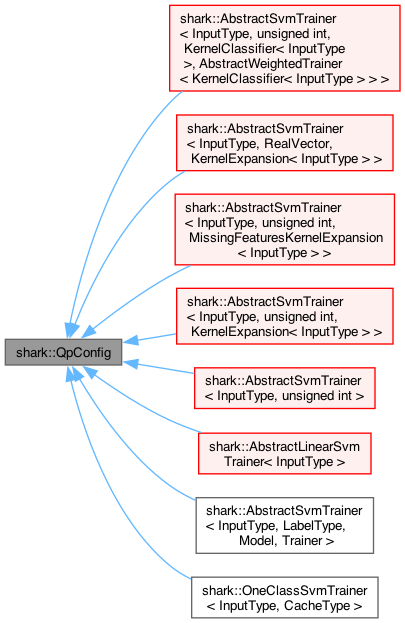 shark::AbstractSvmTrainer
< InputType, unsigned int,
KernelClassifier< InputType
>, AbstractWeightedTrainer
< KernelClassifier< InputType > > >
shark::AbstractSvmTrainer
< InputType, RealVector,
KernelExpansion< InputType > >
shark::AbstractSvmTrainer
< InputType, unsigned int,
MissingFeaturesKernelExpansion
< InputType > >
shark::AbstractSvmTrainer
< InputType, unsigned int,
KernelExpansion< InputType > >
shark::QpConfig
shark::AbstractSvmTrainer
< InputType, unsigned int >
shark::AbstractLinearSvm
Trainer< InputType >
shark::AbstractSvmTrainer
< InputType, LabelType,
Model, Trainer >
shark::OneClassSvmTrainer
< InputType, CacheType >